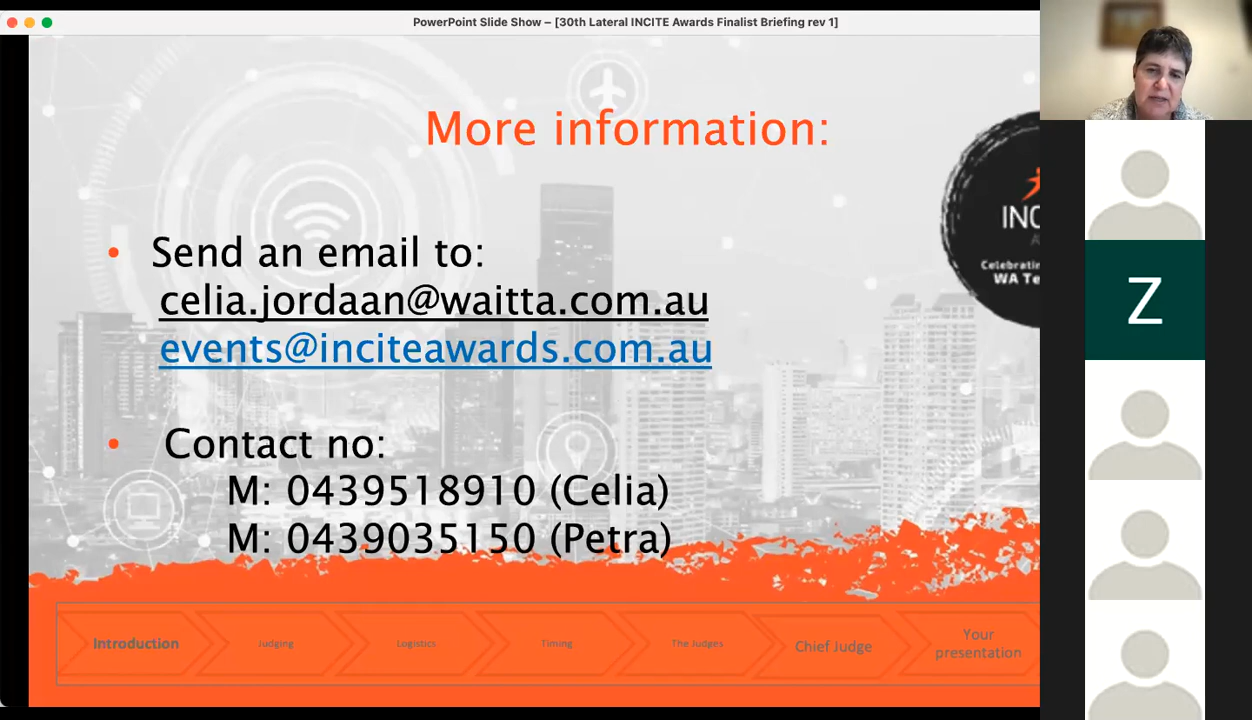 PowerPoint Slide Show – [30th Lateral INCITE Awards Finalist Briefing rev 1]
More information:
INC
A
Celebratin
WA Te
• Send an email to:
celia.jordaan@waitta.com.au
events@inciteawards.com.au
• Contact no:
M: 0439518910 (Celia)
M: 0439035150 (Petra)
Introduction
Judging
Logistics
Timing
The Judges
Chief Judge
Your
presentation
Z